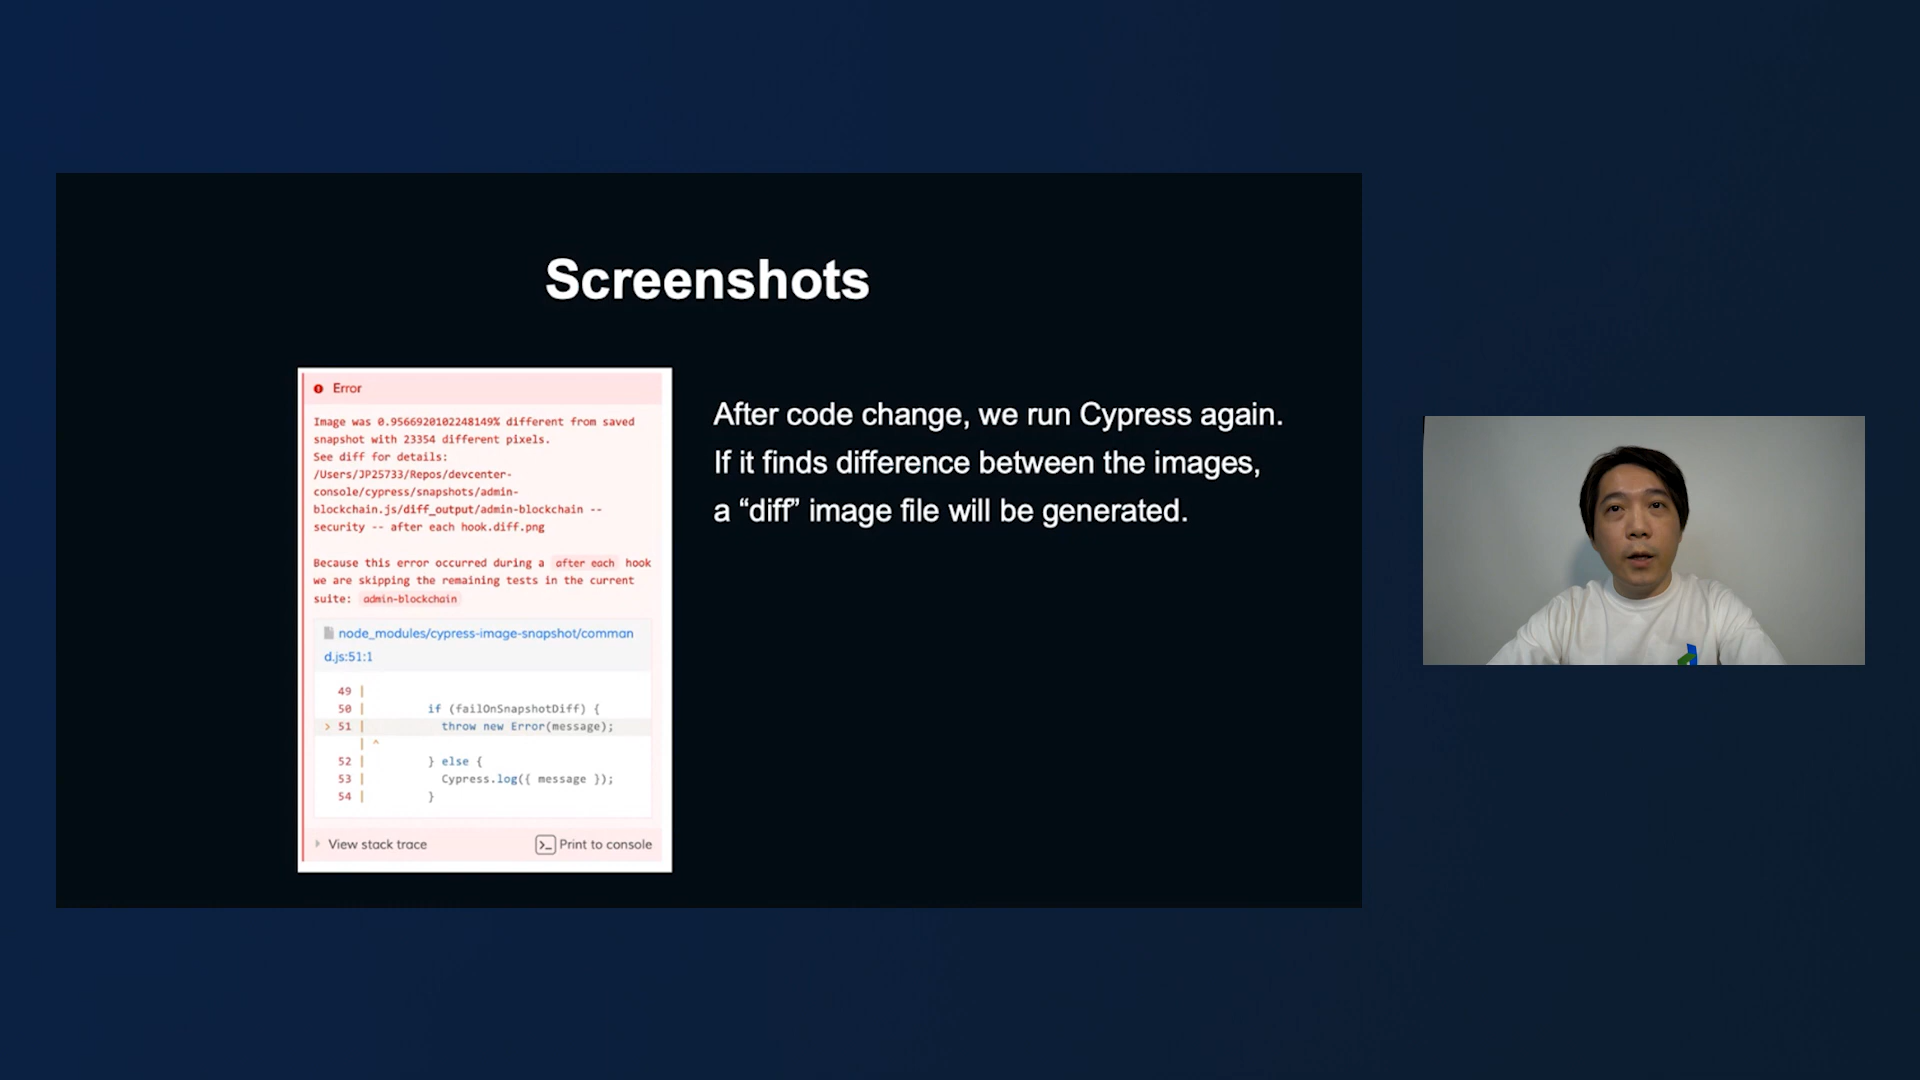 Screenshots
Error
Image was 0.9566920102248149% different from saved
snapshot with 23354 different pixels.
See diff for details:
/Users/JP25733/Repos/devcenter-
console/cypress/snapshots/admin-
blockchain.js/diff_output/admin-blockchain --
security -- after each hook.diff.png
Because this error occurred during a after each hook
we are skipping the remaining tests in the current
suite: admin-blockchain
node_modules/cypress-image-snapshot/comman
d.js:51:1
49 |
50 | if (failOnSnapshotDiff) {
> 51 | throw new Error(message);
| ^
52 | } else {
53 | Cypress.log({ message });
54 | }
View stack trace
Print to console
After code change, we run Cypress again.
If it finds difference between the images,
a “diff” image file will be generated.